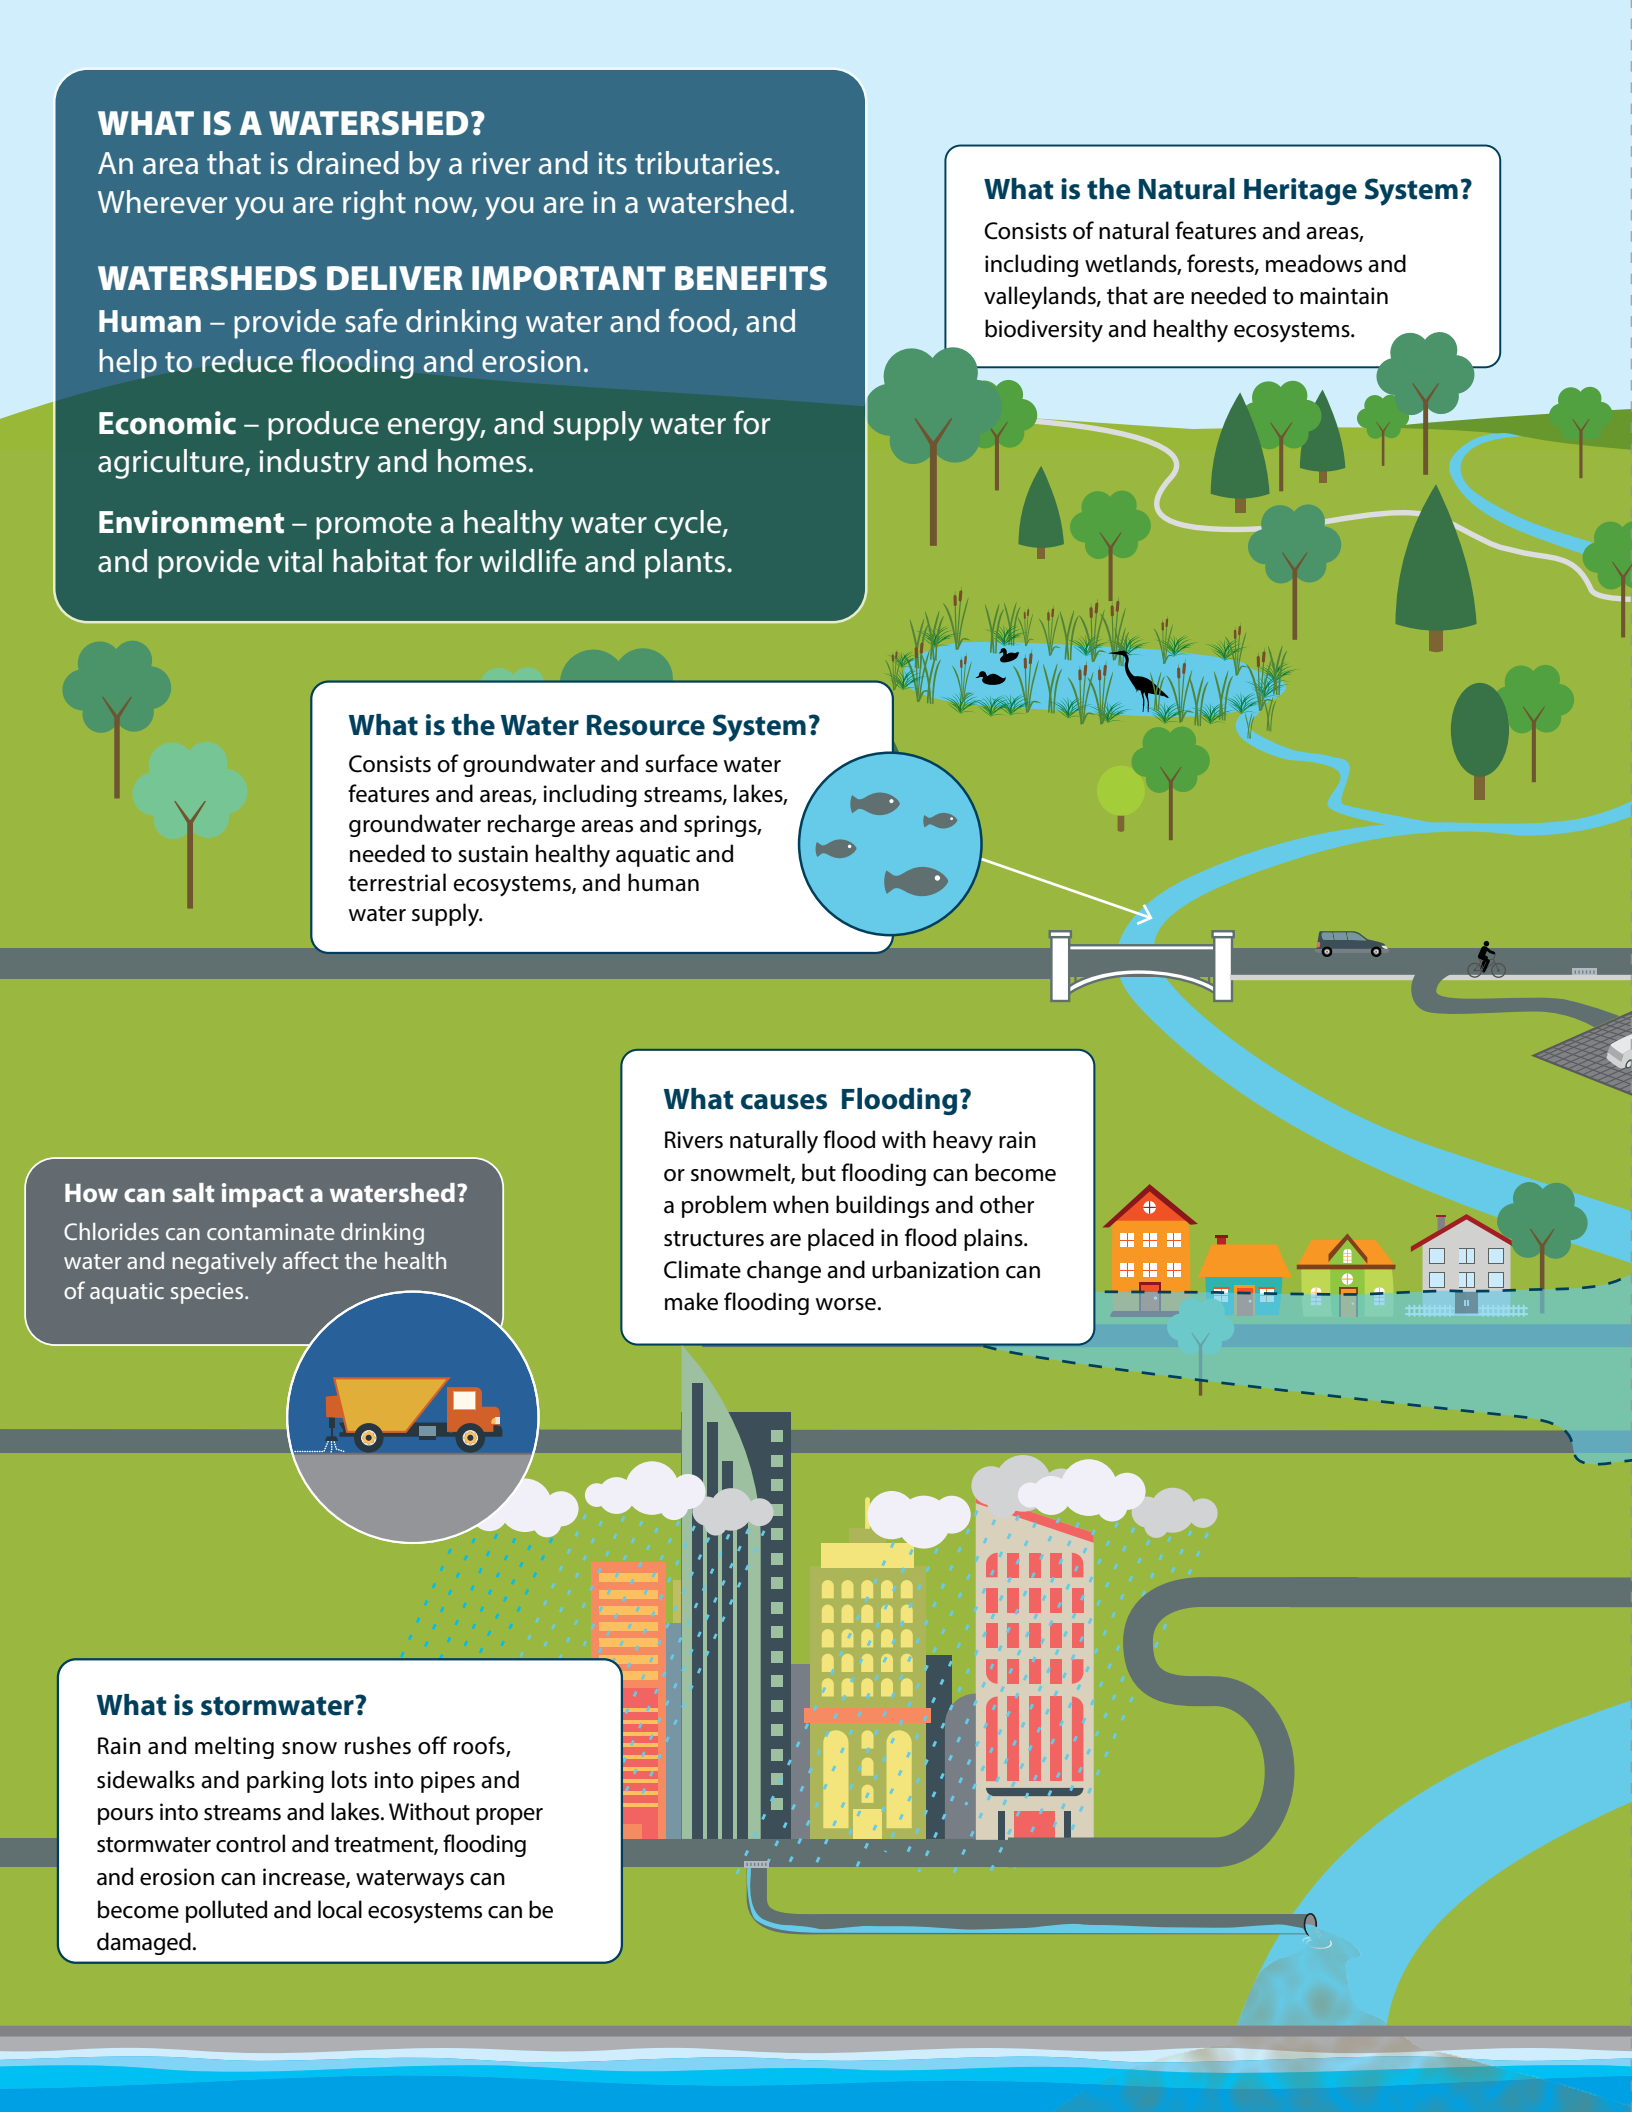 WHAT IS A WATERSHED?
An area that is drained by a river and its tributaries.
Wherever you are right now, you are in a watershed.
WATERSHEDS DELIVER IMPORTANT BENEFITS
Human – provide safe drinking water and food, and
help to reduce flooding and erosion.
Economic – produce energy, and supply water for
agriculture, industry and homes.
Environment – promote a healthy water cycle,
and provide vital habitat for wildlife and plants.
What is the Natural Heritage System?
Consists of natural features and areas,
including wetlands, forests, meadows and
valleylands, that are needed to maintain
biodiversity and healthy ecosystems.
What is the Water Resource System?
Consists of groundwater and surface water
features and areas, including streams, lakes,
groundwater recharge areas and springs,
needed to sustain healthy aquatic and
terrestrial ecosystems, and human
water supply.
What causes Flooding?
Rivers naturally flood with heavy rain
or snowmelt, but flooding can become
a problem when buildings and other
structures are placed in flood plains.
Climate change and urbanization can
make flooding worse.
How can salt impact a watershed?
Chlorides can contaminate drinking
water and negatively affect the health
of aquatic species.
What is stormwater?
Rain and melting snow rushes off roofs,
sidewalks and parking lots into pipes and
pours into streams and lakes. Without proper
stormwater control and treatment, flooding
and erosion can increase, waterways can
become polluted and local ecosystems can be
damaged.